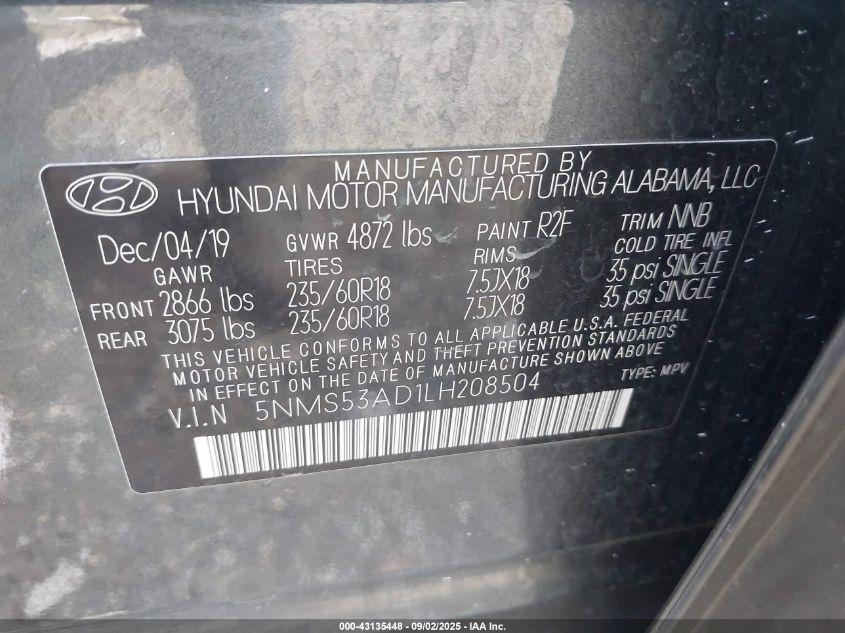 MANUFACTURED BY
HYUNDAI MOTOR MANUFACTURING ALABAMA, LLC
Dec/04/19 GVWR 4872 lbs PAINT R2F TRIM NNB
GAWR TIRES RIMS COLD TIRE INFL
FRONT 2866 lbs 235/60R18 7.5JX18 35 psi SINGLE
REAR 3075 lbs 235/60R18 7.5JX18 35 psi SINGLE
THIS VEHICLE CONFORMS TO ALL APPLICABLE U.S.A. FEDERAL
MOTOR VEHICLE SAFETY AND THEFT PREVENTION STANDARDS
IN EFFECT ON THE DATE OF MANUFACTURE SHOWN ABOVE
V.I.N 5NMS53AD1LH208504 TYPE: MPV
000-43135448 - 09/02/2025 - IAA Inc.